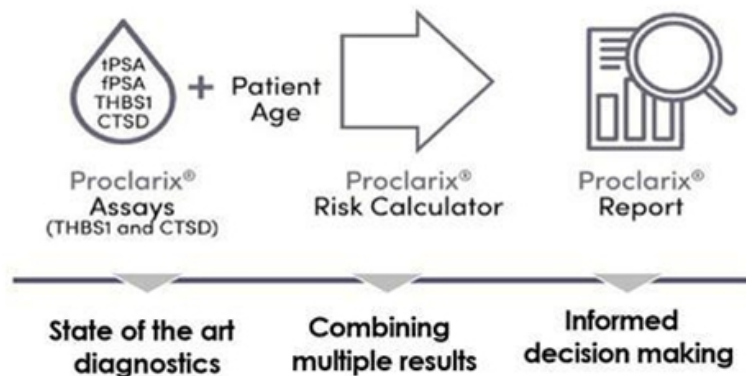 tPSA
fPSA
THBS1
CTSD
+
Patient
Age
Proclarix®
Assays
(THBS1 and CTSD)
Proclarix®
Risk Calculator
Proclarix®
Report
State of the art
diagnostics
Combining
multiple results
Informed
decision making